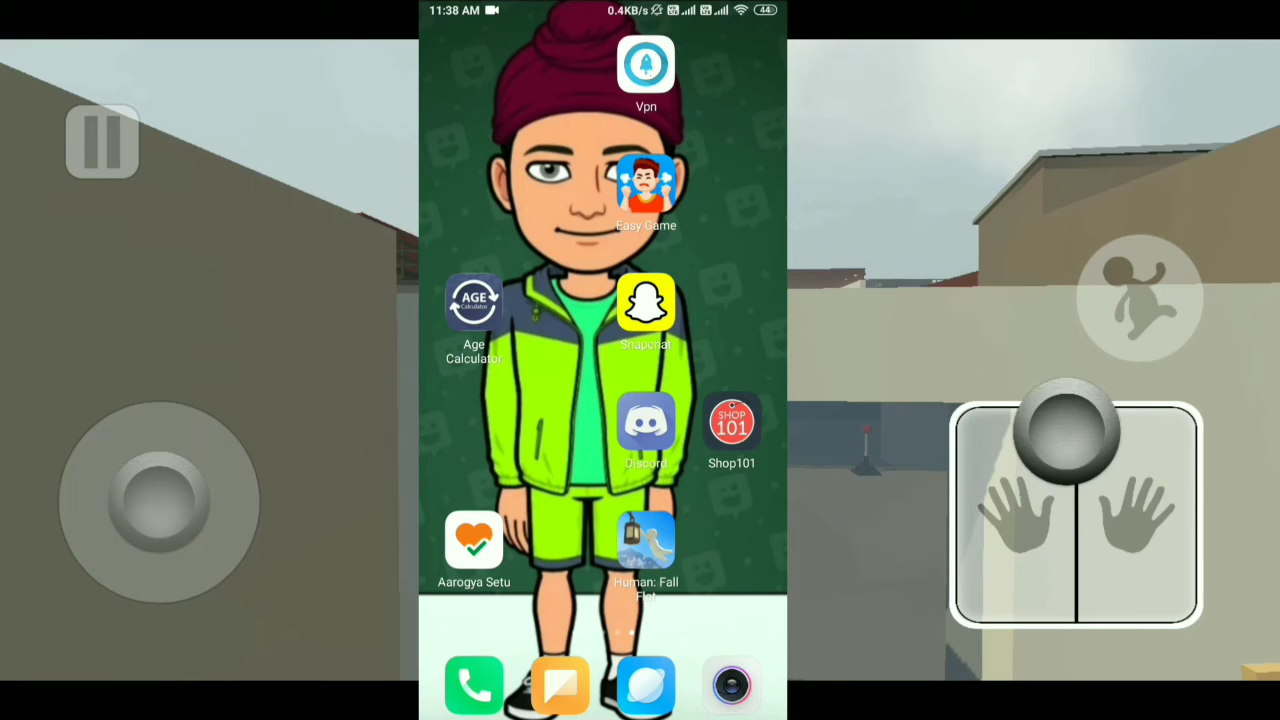 11:38 AM
0.4KB/s
44
Vpn
Easy Game
AGE
Calculator
Age
Calculator
Snapchat
Discord
SHOP
101
Shop101
Aarogya Setu
Human: Fall
Flat